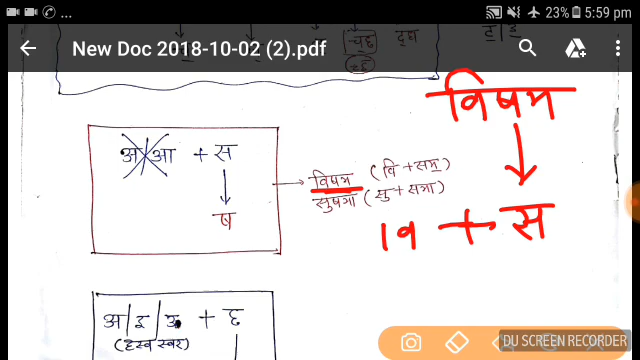 23% 5:59 pm
New Doc 2018-10-02 (2).pdf
अ/आ + स
ष
विषम (वि + सम)
सुषमा (सु + समा)
विषम
वि + स
अ/इ/उ + छ
(ह्रस्व स्वर)
DU SCREEN RECORDER